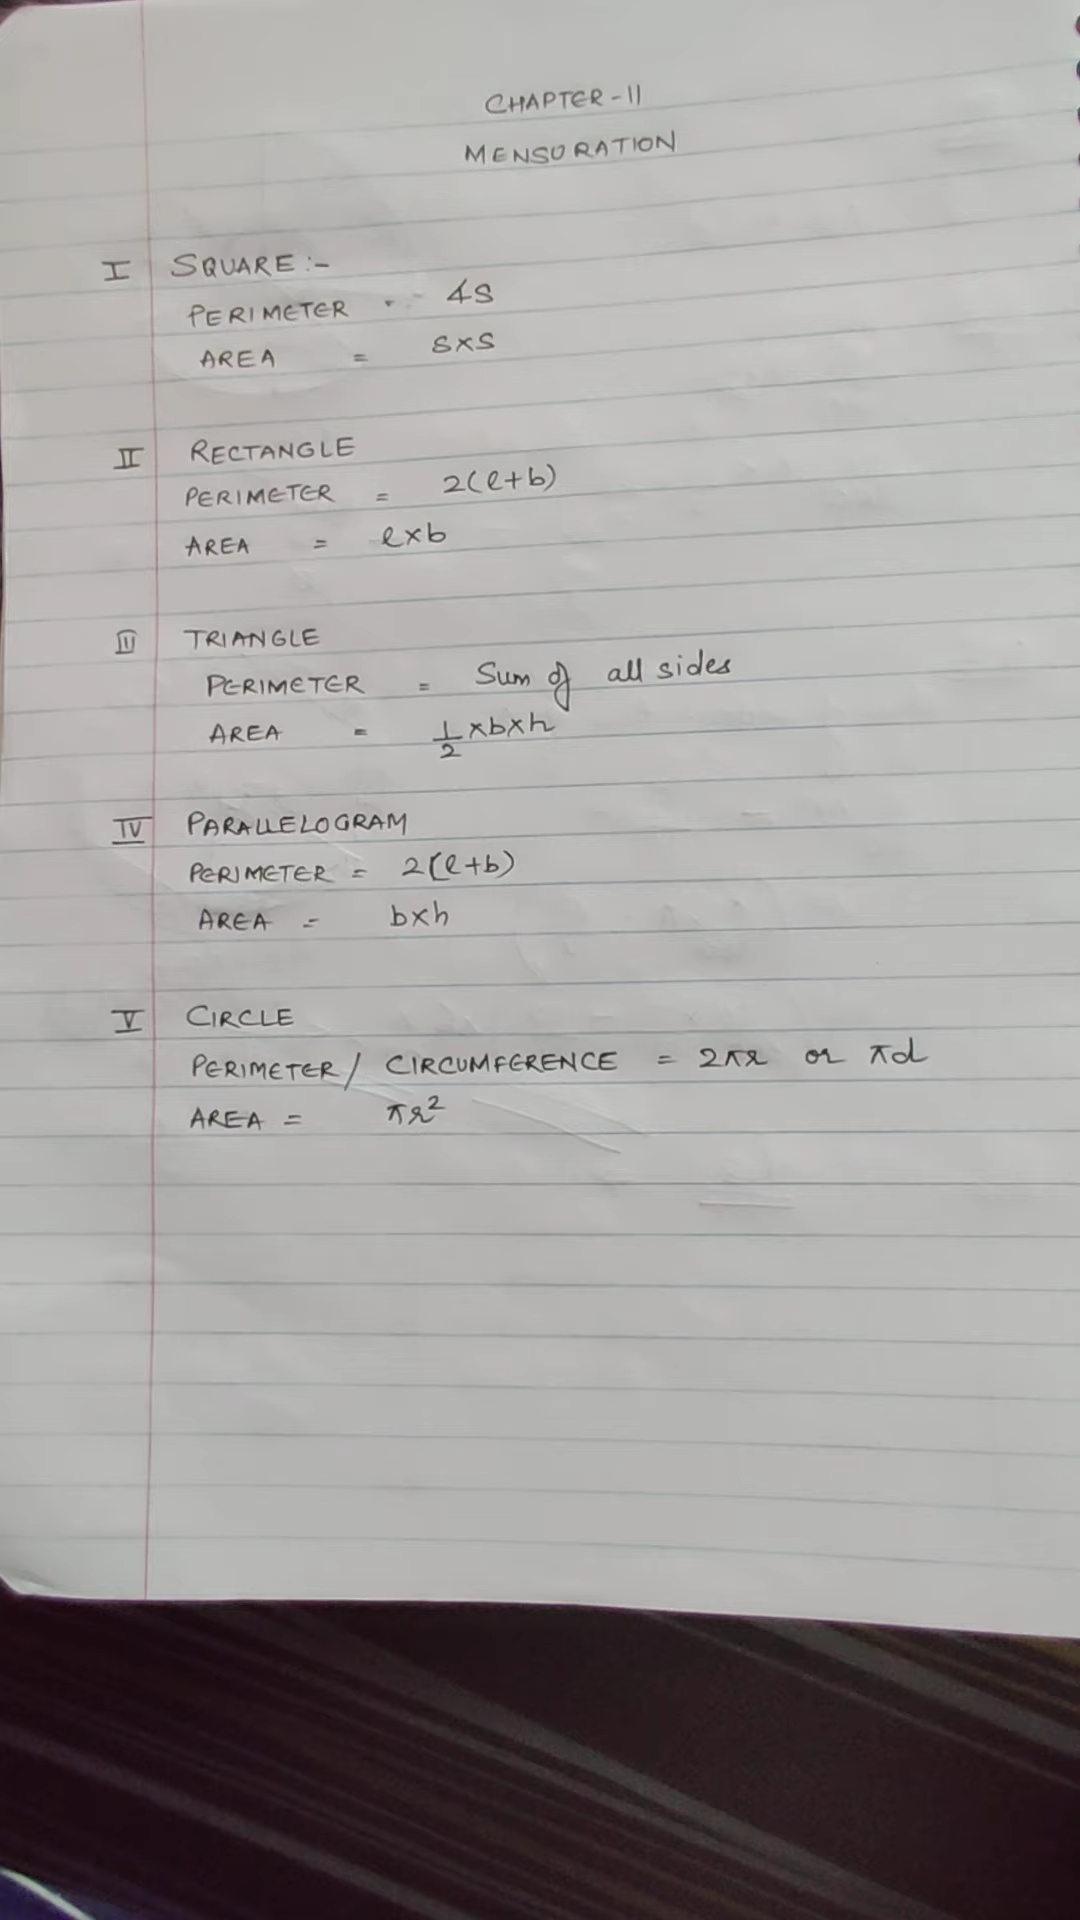 CHAPTER-11
MENSURATION
I SQUARE :-
PERIMETER = 4S
AREA = S×S
II RECTANGLE
PERIMETER = 2(l+b)
AREA = l×b
III TRIANGLE
PERIMETER = Sum of all sides
AREA = 1/2 ×b×h
IV PARALLELOGRAM
PERIMETER = 2(l+b)
AREA = b×h
V CIRCLE
PERIMETER / CIRCUMFERENCE = 2πr or πd
AREA = πr²